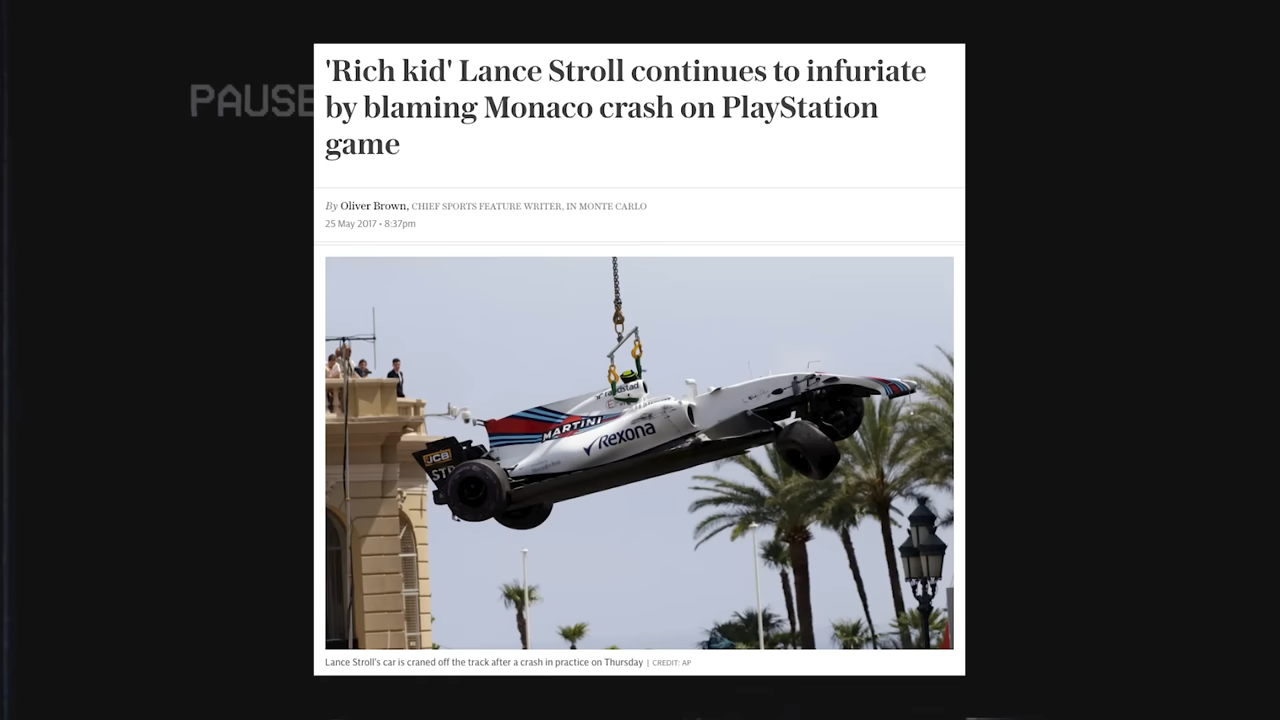 'Rich kid' Lance Stroll continues to infuriate
PAUSE
by blaming Monaco crash on PlayStation
game
By Oliver Brown, CHIEF SPORTS FEATURE WRITER, IN MONTE CARLO
25 May 2017 • 8:37pm
randstad
MARTINI
Rexona
JCB
Lance Stroll's car is craned off the track after a crash in practice on Thursday | CREDIT: AP